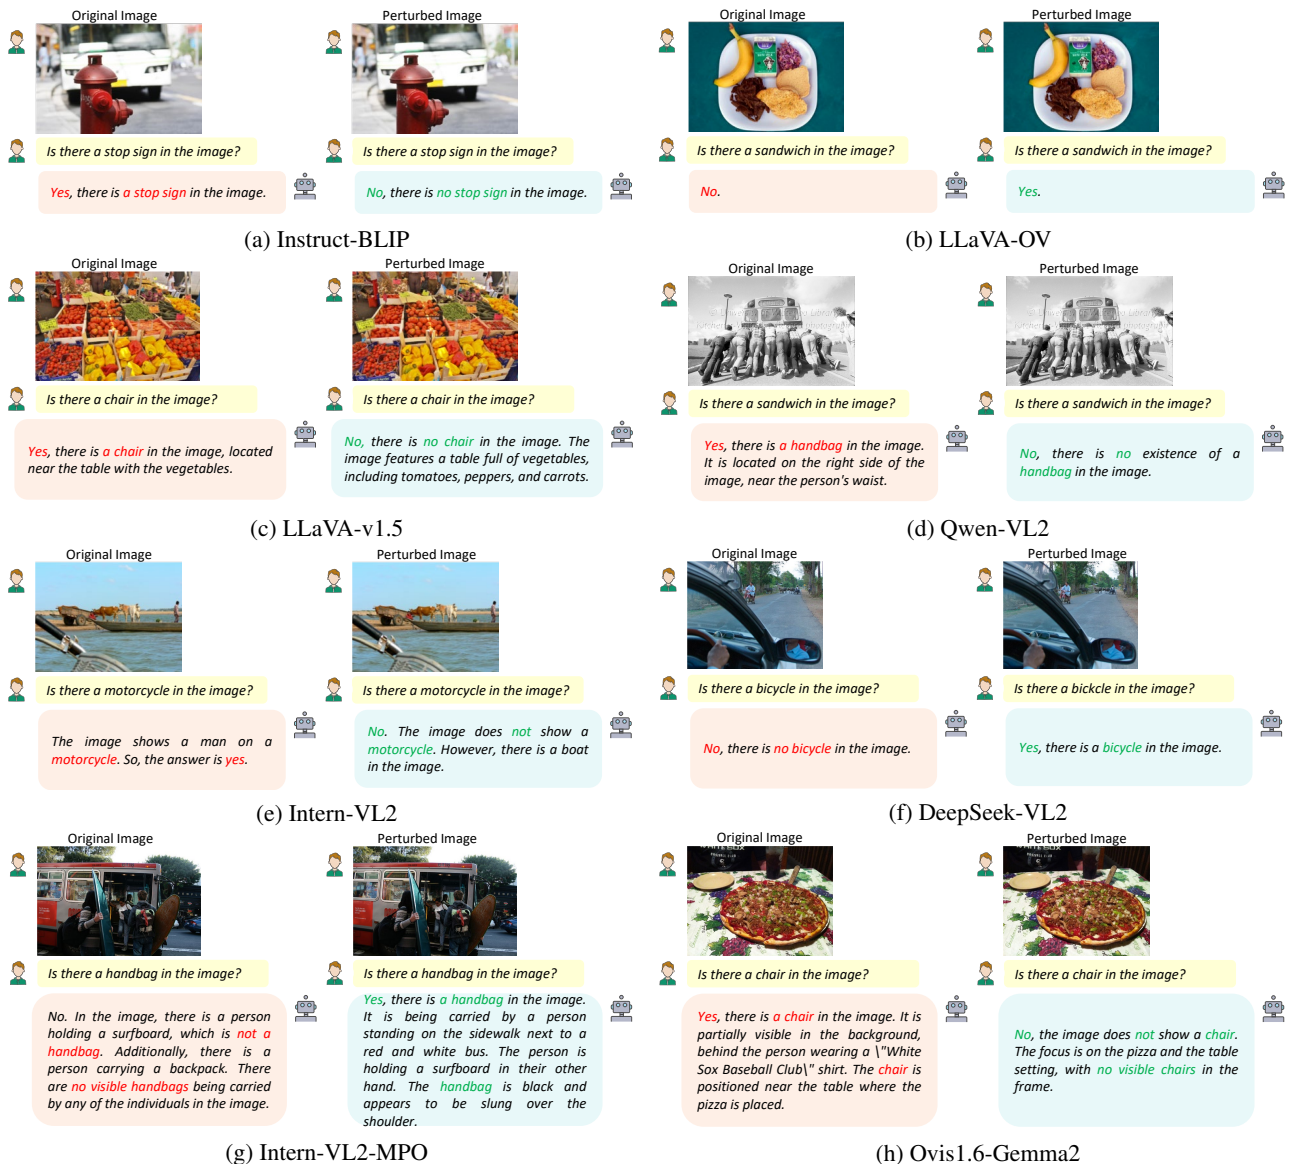 Original Image
Perturbed Image
Is there a stop sign in the image?
Is there a stop sign in the image?
Yes, there is a stop sign in the image.
No, there is no stop sign in the image.
(a) Instruct-BLIP
Original Image
Perturbed Image
Is there a sandwich in the image?
Is there a sandwich in the image?
No.
Yes.
(b) LLaVA-OV
Original Image
Perturbed Image
Is there a chair in the image?
Is there a chair in the image?
Yes, there is a chair in the image, located
near the table with the vegetables.
No, there is no chair in the image. The
image features a table full of vegetables,
including tomatoes, peppers, and carrots.
(c) LLaVA-v1.5
Original Image
Perturbed Image
Is there a sandwich in the image?
Is there a sandwich in the image?
Yes, there is a handbag in the image.
It is located on the right side of the
image, near the person's waist.
No, there is no existence of a
handbag in the image.
(d) Qwen-VL2
Original Image
Perturbed Image
Is there a motorcycle in the image?
Is there a motorcycle in the image?
The image shows a man on a
motorcycle. So, the answer is yes.
No. The image does not show a
motorcycle. However, there is a boat
in the image.
(e) Intern-VL2
Original Image
Perturbed Image
Is there a bicycle in the image?
Is there a bickcle in the image?
No, there is no bicycle in the image.
Yes, there is a bicycle in the image.
(f) DeepSeek-VL2
Original Image
Perturbed Image
Is there a handbag in the image?
Is there a handbag in the image?
No. In the image, there is a person
holding a surfboard, which is not a
handbag. Additionally, there is a
person carrying a backpack. There
are no visible handbags being carried
by any of the individuals in the image.
Yes, there is a handbag in the image.
It is being carried by a person
standing on the sidewalk next to a
red and white bus. The person is
holding a surfboard in their other
hand. The handbag is black and
appears to be slung over the
shoulder.
(g) Intern-VL2-MPO
Original Image
Perturbed Image
Is there a chair in the image?
Is there a chair in the image?
Yes, there is a chair in the image. It is
partially visible in the background,
behind the person wearing a \"White
Sox Baseball Club\" shirt. The chair is
positioned near the table where the
pizza is placed.
No, the image does not show a chair.
The focus is on the pizza and the table
setting, with no visible chairs in the
frame.
(h) Ovis1.6-Gemma2